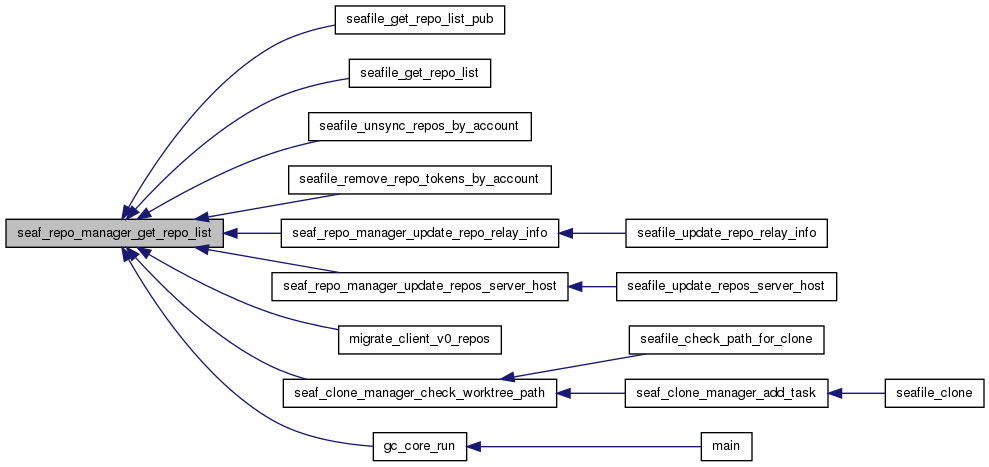 seafile_get_repo_list_pub
seafile_get_repo_list
seafile_unsync_repos_by_account
seafile_remove_repo_tokens_by_account
seaf_repo_manager_get_repo_list
seaf_repo_manager_update_repo_relay_info
seafile_update_repo_relay_info
seaf_repo_manager_update_repos_server_host
seafile_update_repos_server_host
migrate_client_v0_repos
seafile_check_path_for_clone
seaf_clone_manager_check_worktree_path
seaf_clone_manager_add_task
seafile_clone
gc_core_run
main